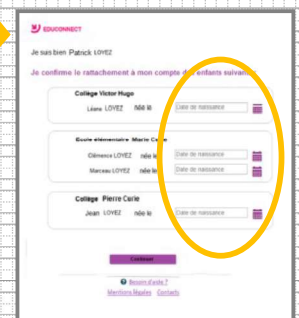 EDUCONNECT
Je suis bien Patrick LOYEZ
Je confirme le rattachement à mon compte des enfants suivants
Collège Victor Hugo
Léane LOYEZ née le Date de naissance
Ecole élémentaire Marie Curie
Clémence LOYEZ née le Date de naissance
Marceau LOYEZ née le Date de naissance
Collège Pierre Curie
Jean LOYEZ née le Date de naissance
Continuer
Besoin d'aide ?
Mentions légales Contacts